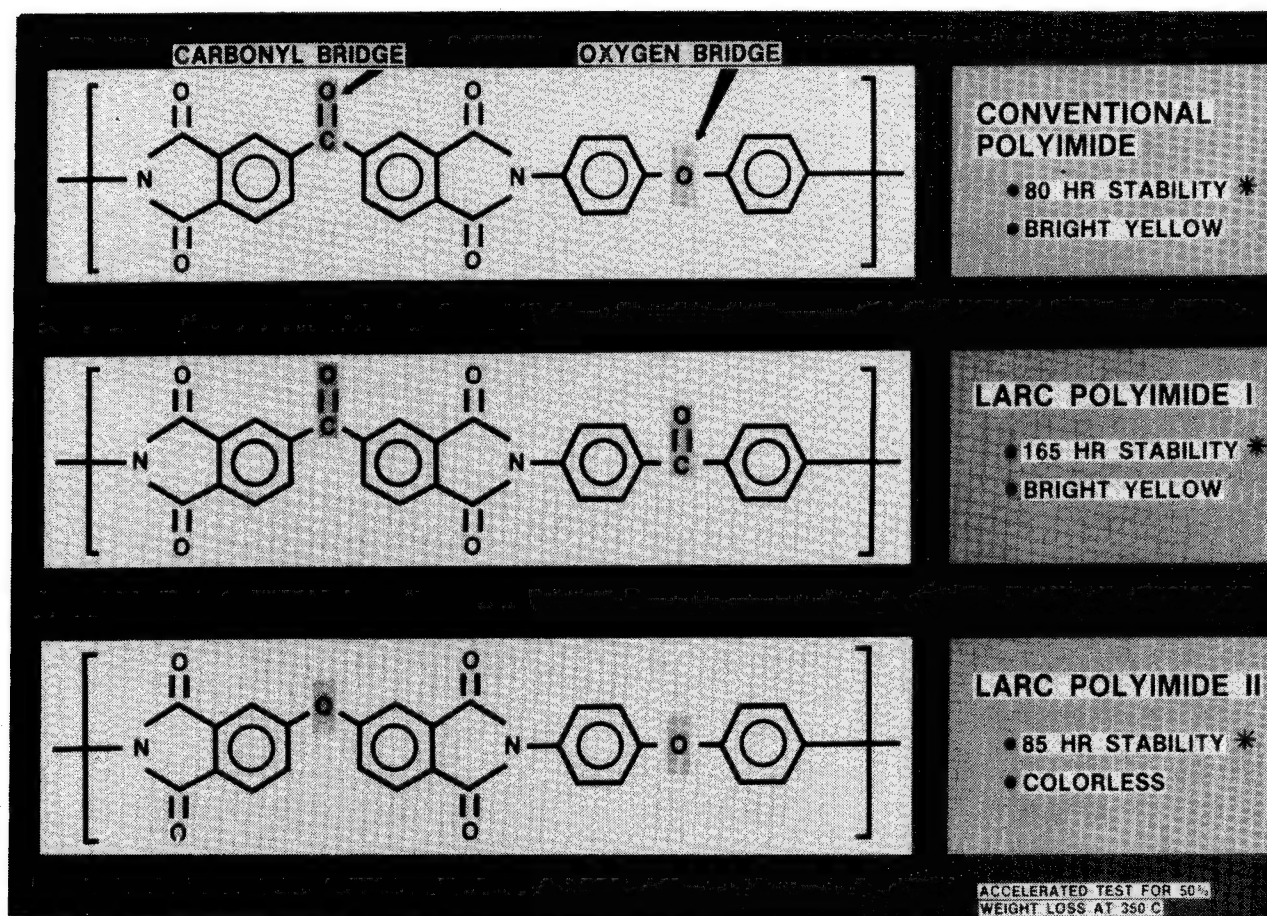 CARBONYL BRIDGE
OXYGEN BRIDGE
O
O
O
C
N
N
O
O
O
CONVENTIONAL
POLYIMIDE
●80 HR STABILITY *
●BRIGHT YELLOW
O
O
O
C
N
N
O
C
O
O
LARC POLYIMIDE I
●165 HR STABILITY *
●BRIGHT YELLOW
O
O
O
N
N
O
O
O
LARC POLYIMIDE II
●85 HR STABILITY *
●COLORLESS
ACCELERATED TEST FOR 50%
WEIGHT LOSS AT 350 C